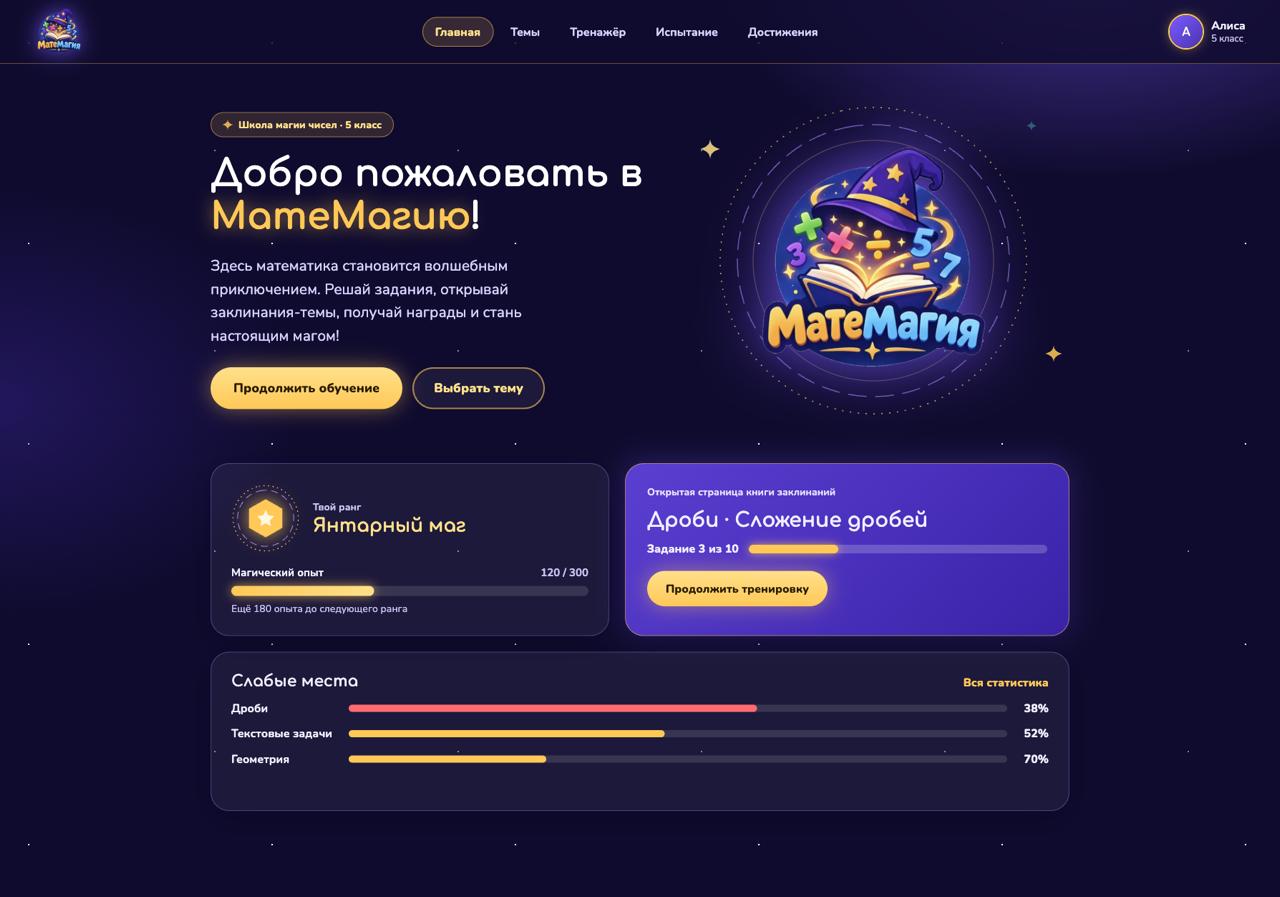 МатеМагия
Главная
Темы
Тренажёр
Испытание
Достижения
А
Алиса
5 класс
Школа магии чисел · 5 класс
Добро пожаловать в
МатеМагию!
Здесь математика становится волшебным
приключением. Решай задания, открывай
заклинания-темы, получай награды и стань
настоящим магом!
Продолжить обучение
Выбрать тему
3 + × ÷ 5 - 7
МатеМагия
Твой ранг
Янтарный маг
Магический опыт
120 / 300
Ещё 180 опыта до следующего ранга
Открытая страница книги заклинаний
Дроби · Сложение дробей
Задание 3 из 10
Продолжить тренировку
Слабые места
Вся статистика
Дроби 38%
Текстовые задачи 52%
Геометрия 70%